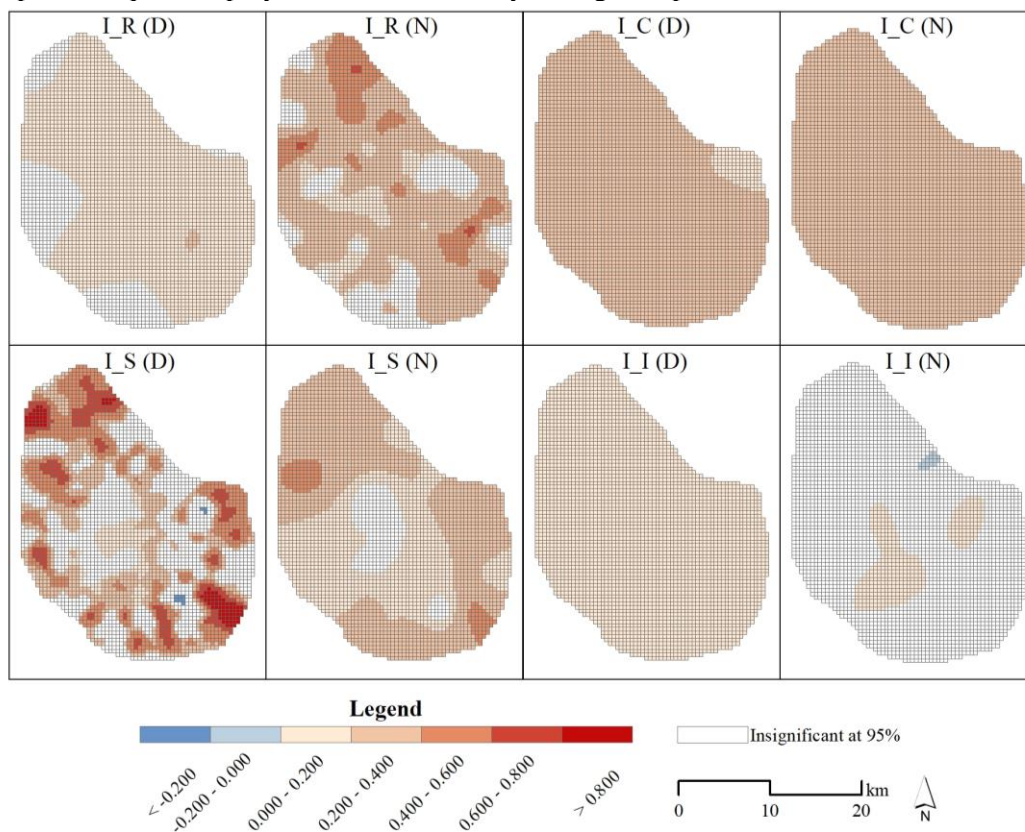 I_R (D) I_R (N) I_C (D) I_C (N)
I_S (D) I_S (N) I_I (D) I_I (N)
Legend
< -0.200
-0.200 - 0.000
0.000 - 0.200
0.200 - 0.400
0.400 - 0.600
0.600 - 0.800
> 0.800
Insignificant at 95%
km
0 10 20
N